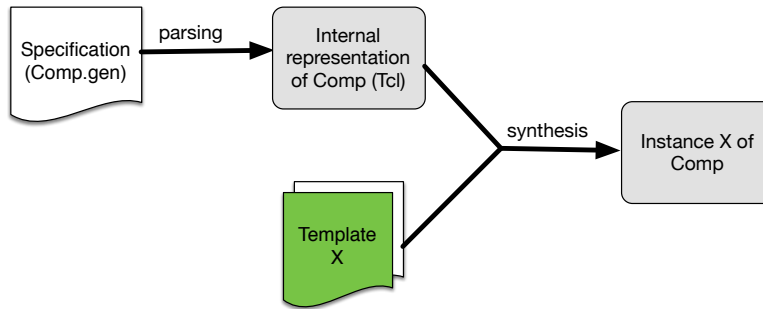 Specification
(Comp.gen)
parsing
Internal
representation
of Comp (Tcl)
synthesis
Instance X of
Comp
Template
X